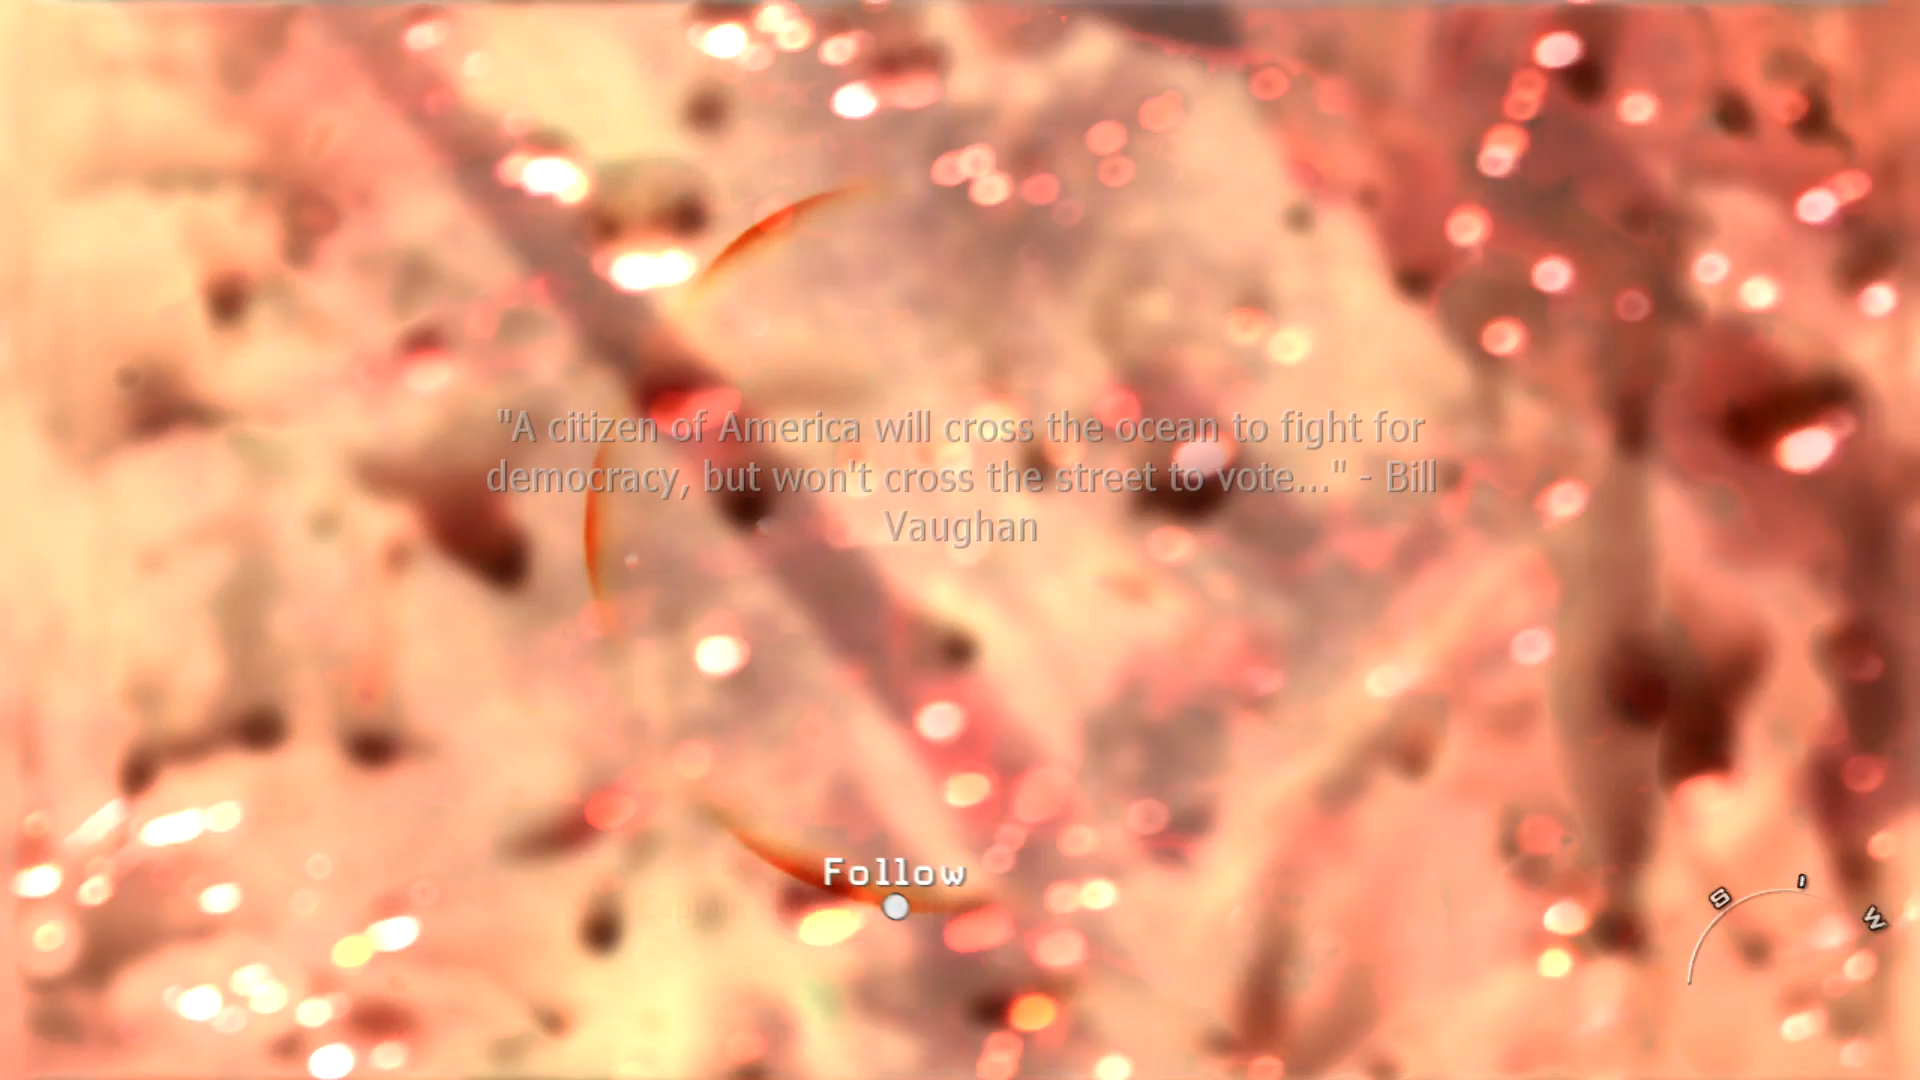 "A citizen of America will cross the ocean to fight for
democracy, but won't cross the street to vote..." - Bill
Vaughan
Follow
S
W